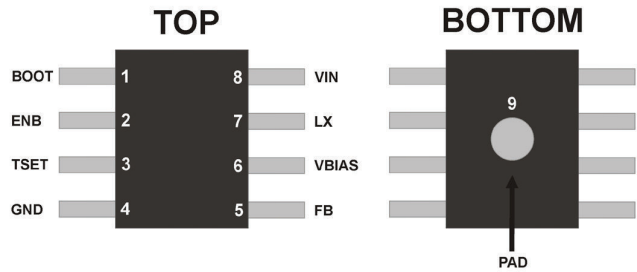 TOP
BOTTOM
BOOT 1 8 VIN
ENB 2 7 LX
TSET 3 6 VBIAS
GND 4 5 FB
9
PAD